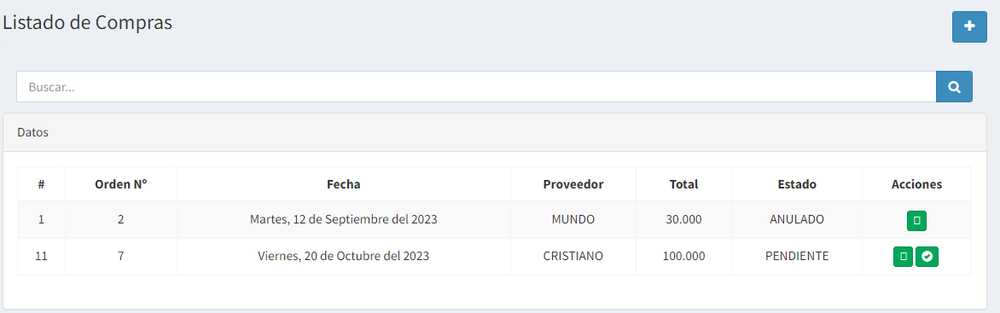 Listado de Compras
Buscar...
Datos
# Orden Nº Fecha Proveedor Total Estado Acciones
1 2 Martes, 12 de Septiembre del 2023 MUNDO 30.000 ANULADO
11 7 Viernes, 20 de Octubre del 2023 CRISTIANO 100.000 PENDIENTE